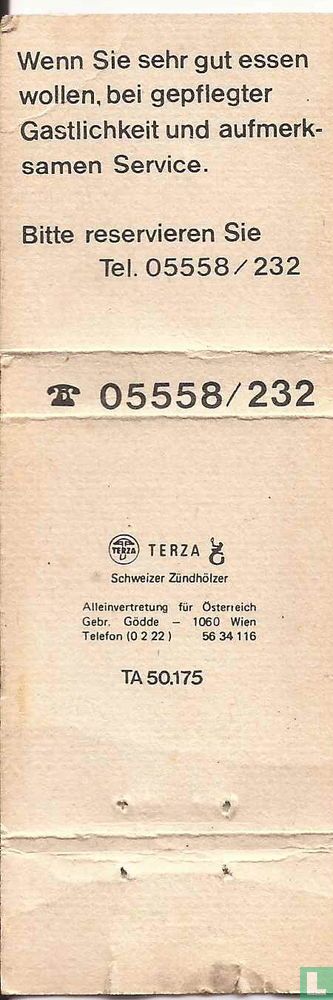 Wenn Sie sehr gut essen
wollen, bei gepflegter
Gastlichkeit und aufmerk-
samen Service.
Bitte reservieren Sie
Tel. 05558/232
☎ 05558/232
TERZA TERZA
Schweizer Zündhölzer
Alleinvertretung für Österreich
Gebr. Gödde – 1060 Wien
Telefon (0 2 22) 56 34 116
TA 50.175
L